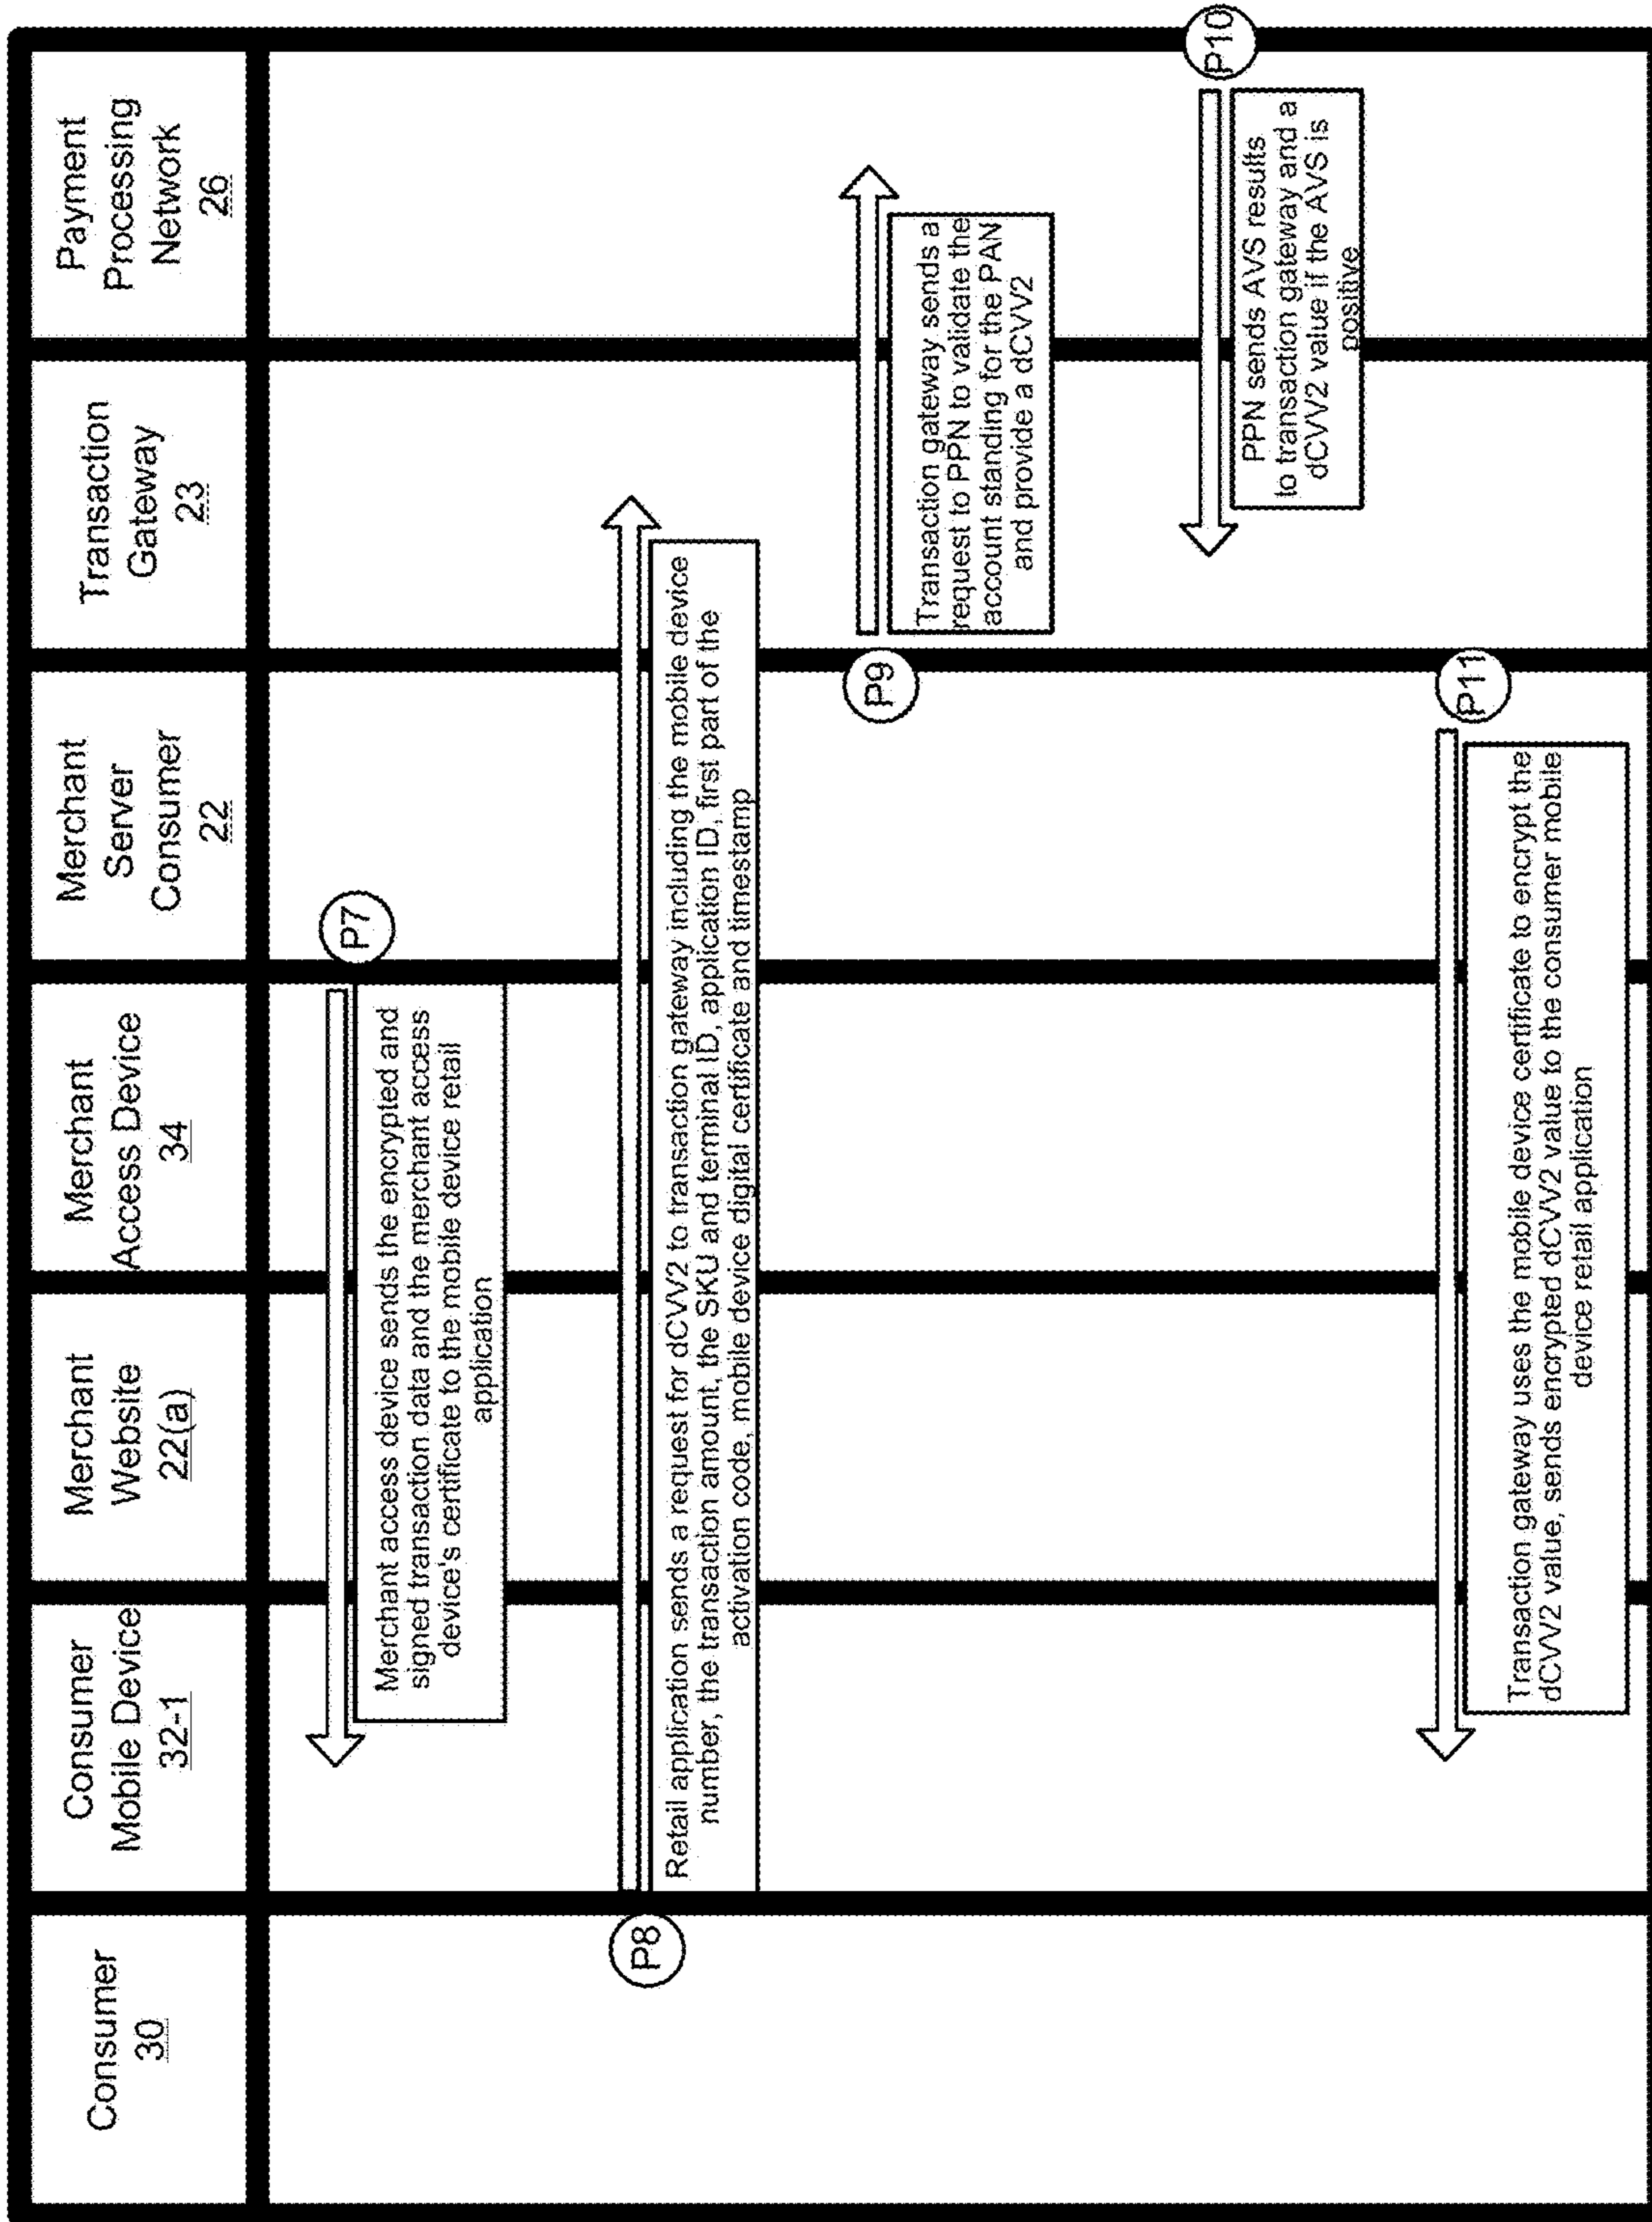 Consumer
30
Consumer
Mobile Device
32-1
Merchant
Website
22(a)
Merchant
Access Device
34
Merchant
Server
Consumer
22
Transaction
Gateway
23
Payment
Processing
Network
26
P7
Merchant access device sends the encrypted and
signed transaction data and the merchant access
device's certificate to the mobile device retail
application
P8
Retail application sends a request for dCVV2 to transaction gateway including the mobile device
number, the transaction amount, the SKU and terminal ID, application ID, first part of the
activation code, mobile device digital certificate and timestamp
P9
Transaction gateway sends a
request to PPN to validate the
account standing for the PAN
and provide a dCVV2
P10
PPN sends AVS results
to transaction gateway and a
dCVV2 value if the AVS is
positive
P11
Transaction gateway uses the mobile device certificate to encrypt the
dCVV2 value, sends encrypted dCVV2 value to the consumer mobile
device retail application